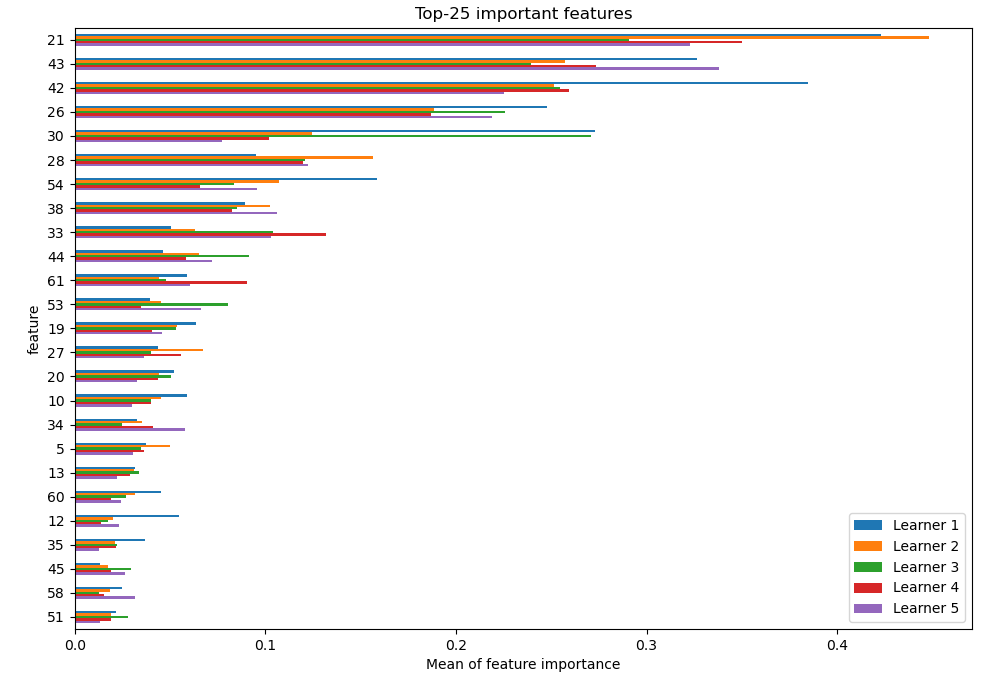 Top-25 important features
21
43
42
26
30
28
54
38
33
44
61
53
19
27
20
10
34
5
13
60
12
35
45
58
51
feature
Learner 1
Learner 2
Learner 3
Learner 4
Learner 5
0.0 0.1 0.2 0.3 0.4
Mean of feature importance